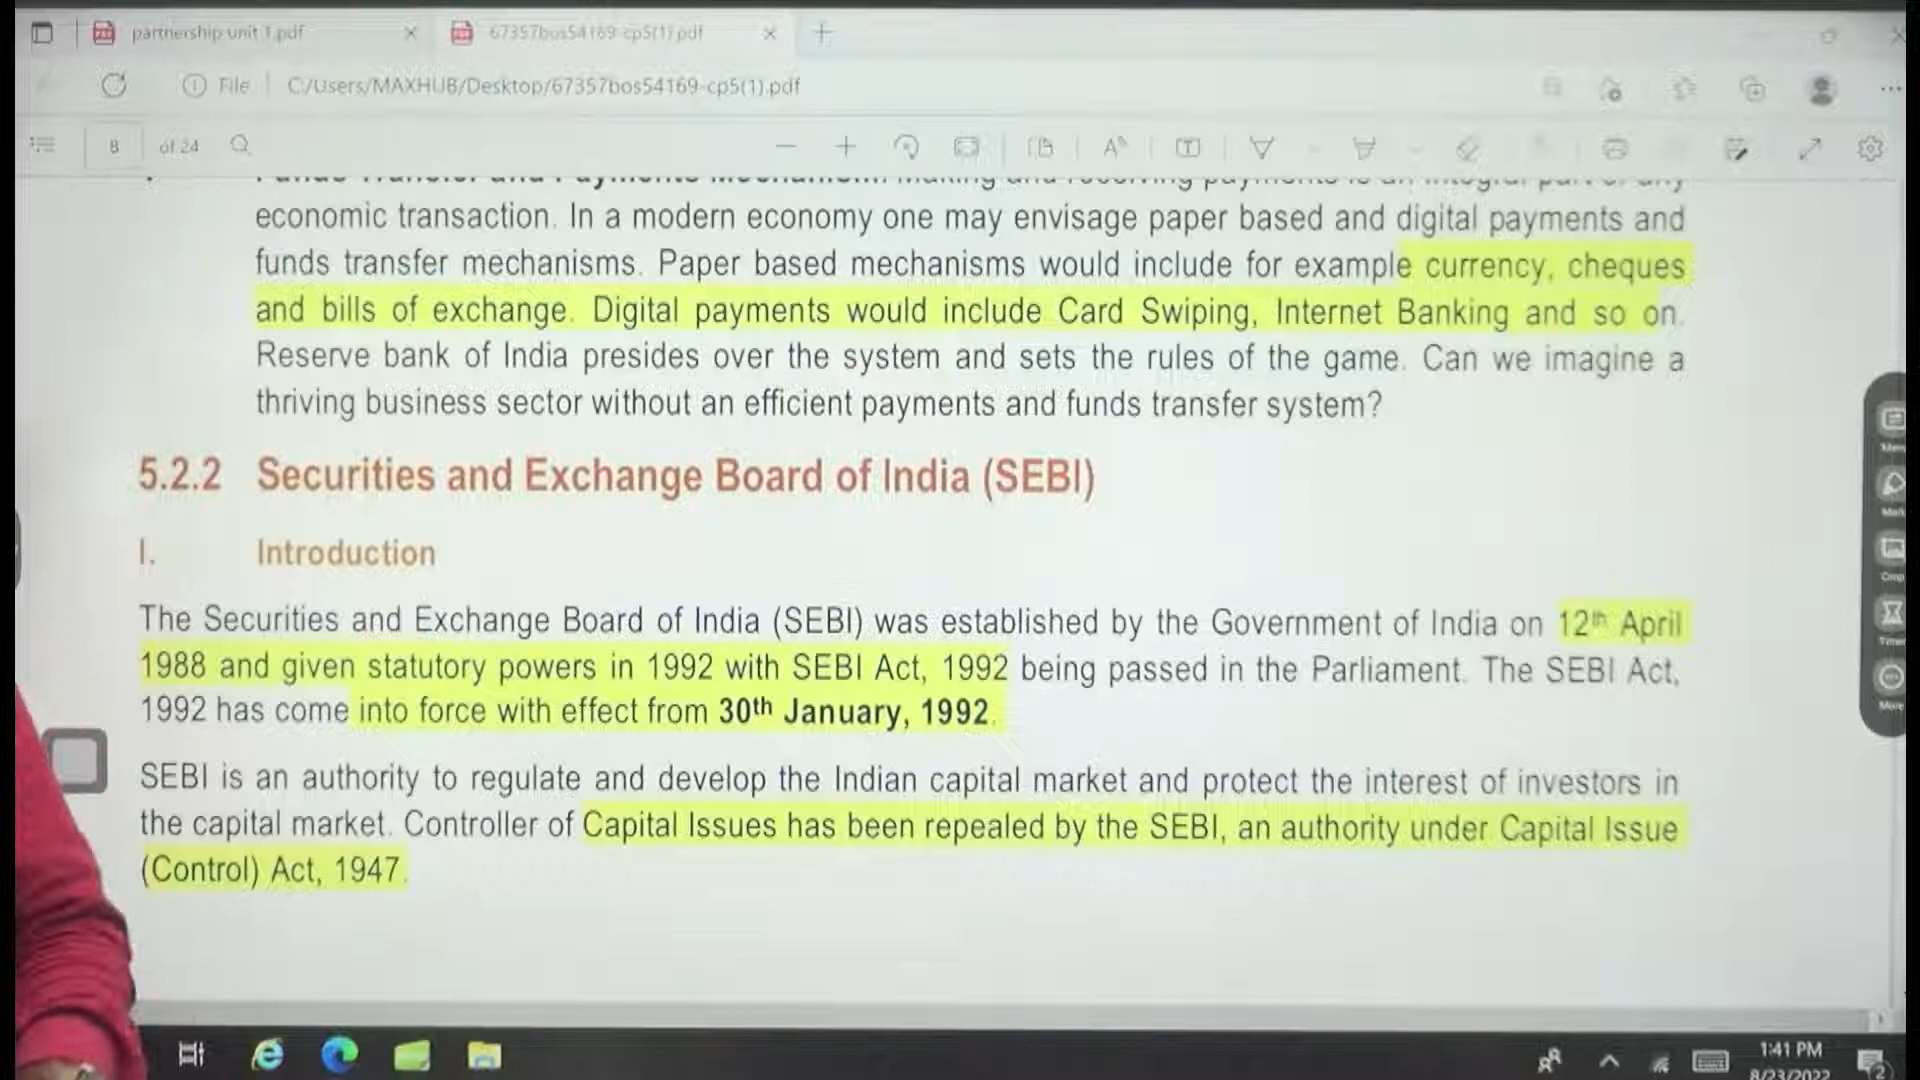 partnership unit 1.pdf
67357bos54169-cp5(1).pdf
File
C:/Users/MAXHUB/Desktop/67357bos54169-cp5(1).pdf
8 of 24
economic transaction. In a modern economy one may envisage paper based and digital payments and
funds transfer mechanisms. Paper based mechanisms would include for example currency, cheques
and bills of exchange. Digital payments would include Card Swiping, Internet Banking and so on.
Reserve bank of India presides over the system and sets the rules of the game. Can we imagine a
thriving business sector without an efficient payments and funds transfer system?
5.2.2 Securities and Exchange Board of India (SEBI)
I. Introduction
The Securities and Exchange Board of India (SEBI) was established by the Government of India on 12th April
1988 and given statutory powers in 1992 with SEBI Act, 1992 being passed in the Parliament. The SEBI Act,
1992 has come into force with effect from 30th January, 1992.
SEBI is an authority to regulate and develop the Indian capital market and protect the interest of investors in
the capital market. Controller of Capital Issues has been repealed by the SEBI, an authority under Capital Issue
(Control) Act, 1947.
More
1:41 PM
8/23/2022